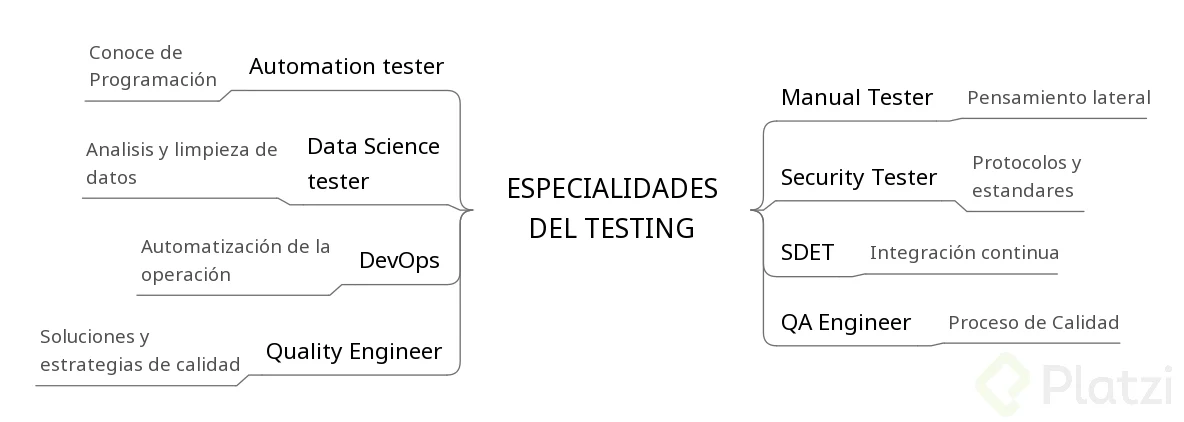 Conoce de
Programación
Automation tester
Analisis y limpieza de
datos
Data Science
tester
Automatización de la
operación
DevOps
Soluciones y
estrategias de calidad
Quality Engineer
ESPECIALIDADES
DEL TESTING
Manual Tester
Pensamiento lateral
Security Tester
Protocolos y
estandares
SDET
Integración continua
QA Engineer
Proceso de Calidad
Platzi